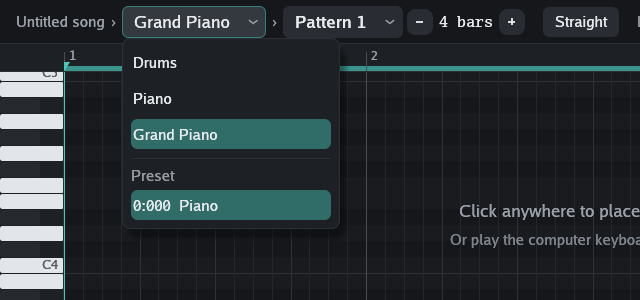 Untitled song › Grand Piano › Pattern 1 − 4 bars + Straight
1 2
Drums
C5
Piano
Grand Piano
Preset
0:000 Piano
Click anywhere to place
Or play the computer keyboa
C4